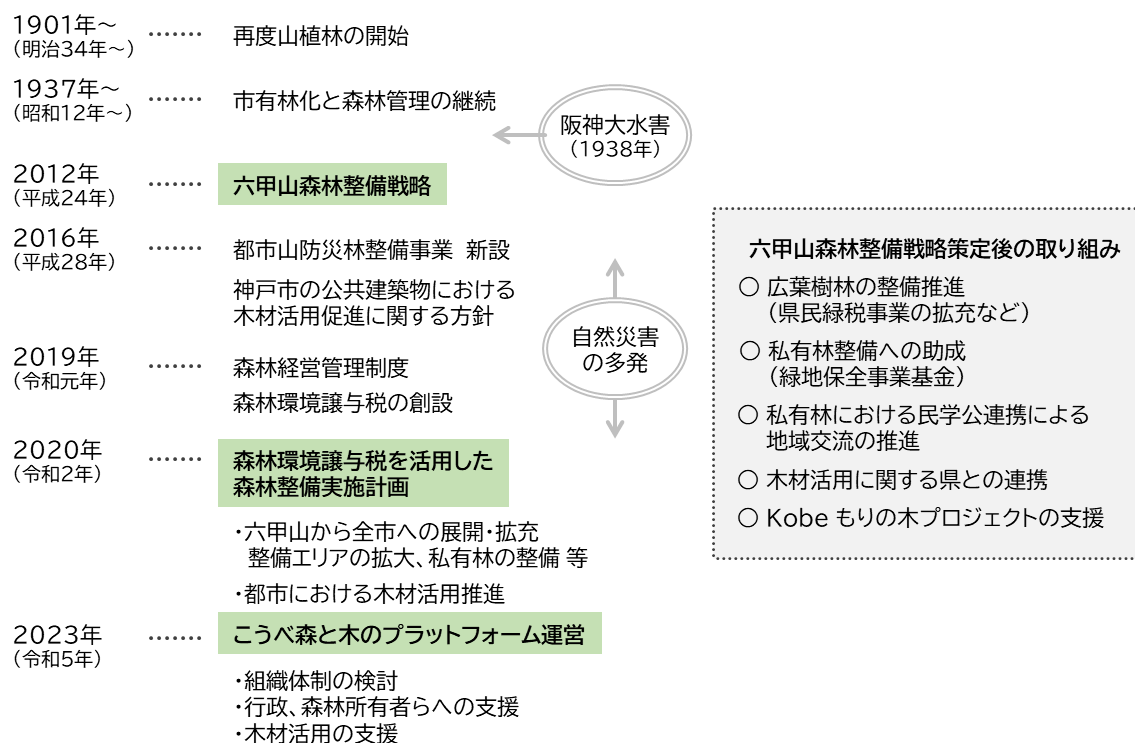 1901年~
(明治34年~)
再度山植林の開始
1937年~
(昭和12年~)
市有林化と森林管理の継続
阪神大水害
(1938年)
2012年
(平成24年)
六甲山森林整備戦略
2016年
(平成28年)
都市山防災林整備事業 新設
神戸市の公共建築物における
木材活用促進に関する方針
自然災害
の多発
2019年
(令和元年)
森林経営管理制度
森林環境譲与税の創設
2020年
(令和2年)
森林環境譲与税を活用した
森林整備実施計画
・六甲山から全市への展開・拡充
整備エリアの拡大、私有林の整備 等
・都市における木材活用推進
2023年
(令和5年)
こうべ森と木のプラットフォーム運営
・組織体制の検討
・行政、森林所有者らへの支援
・木材活用の支援
六甲山森林整備戦略策定後の取り組み
○ 広葉樹林の整備推進
(県民緑税事業の拡充など)
○ 私有林整備への助成
(緑地保全事業基金)
○ 私有林における民学公連携による
地域交流の推進
○ 木材活用に関する県との連携
○ Kobe もりの木プロジェクトの支援